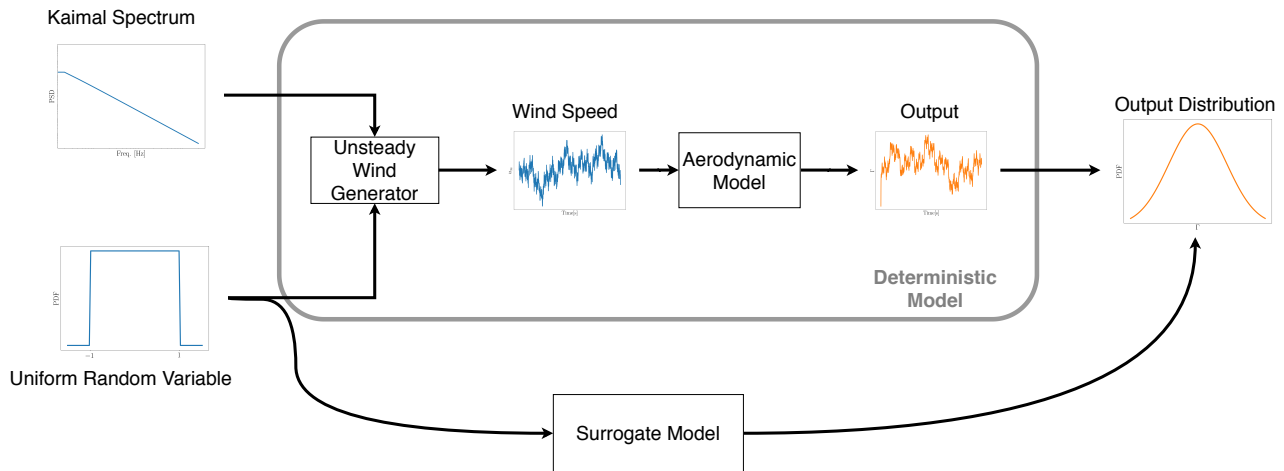 Kaimal Spectrum
PSD
Freq. [Hz]
Unsteady
Wind
Generator
Wind Speed
Time[s]
Aerodynamic
Model
Output
Γ
Time[s]
Output Distribution
PDF
Γ
Deterministic
Model
PDF
−1
1
Uniform Random Variable
Surrogate Model